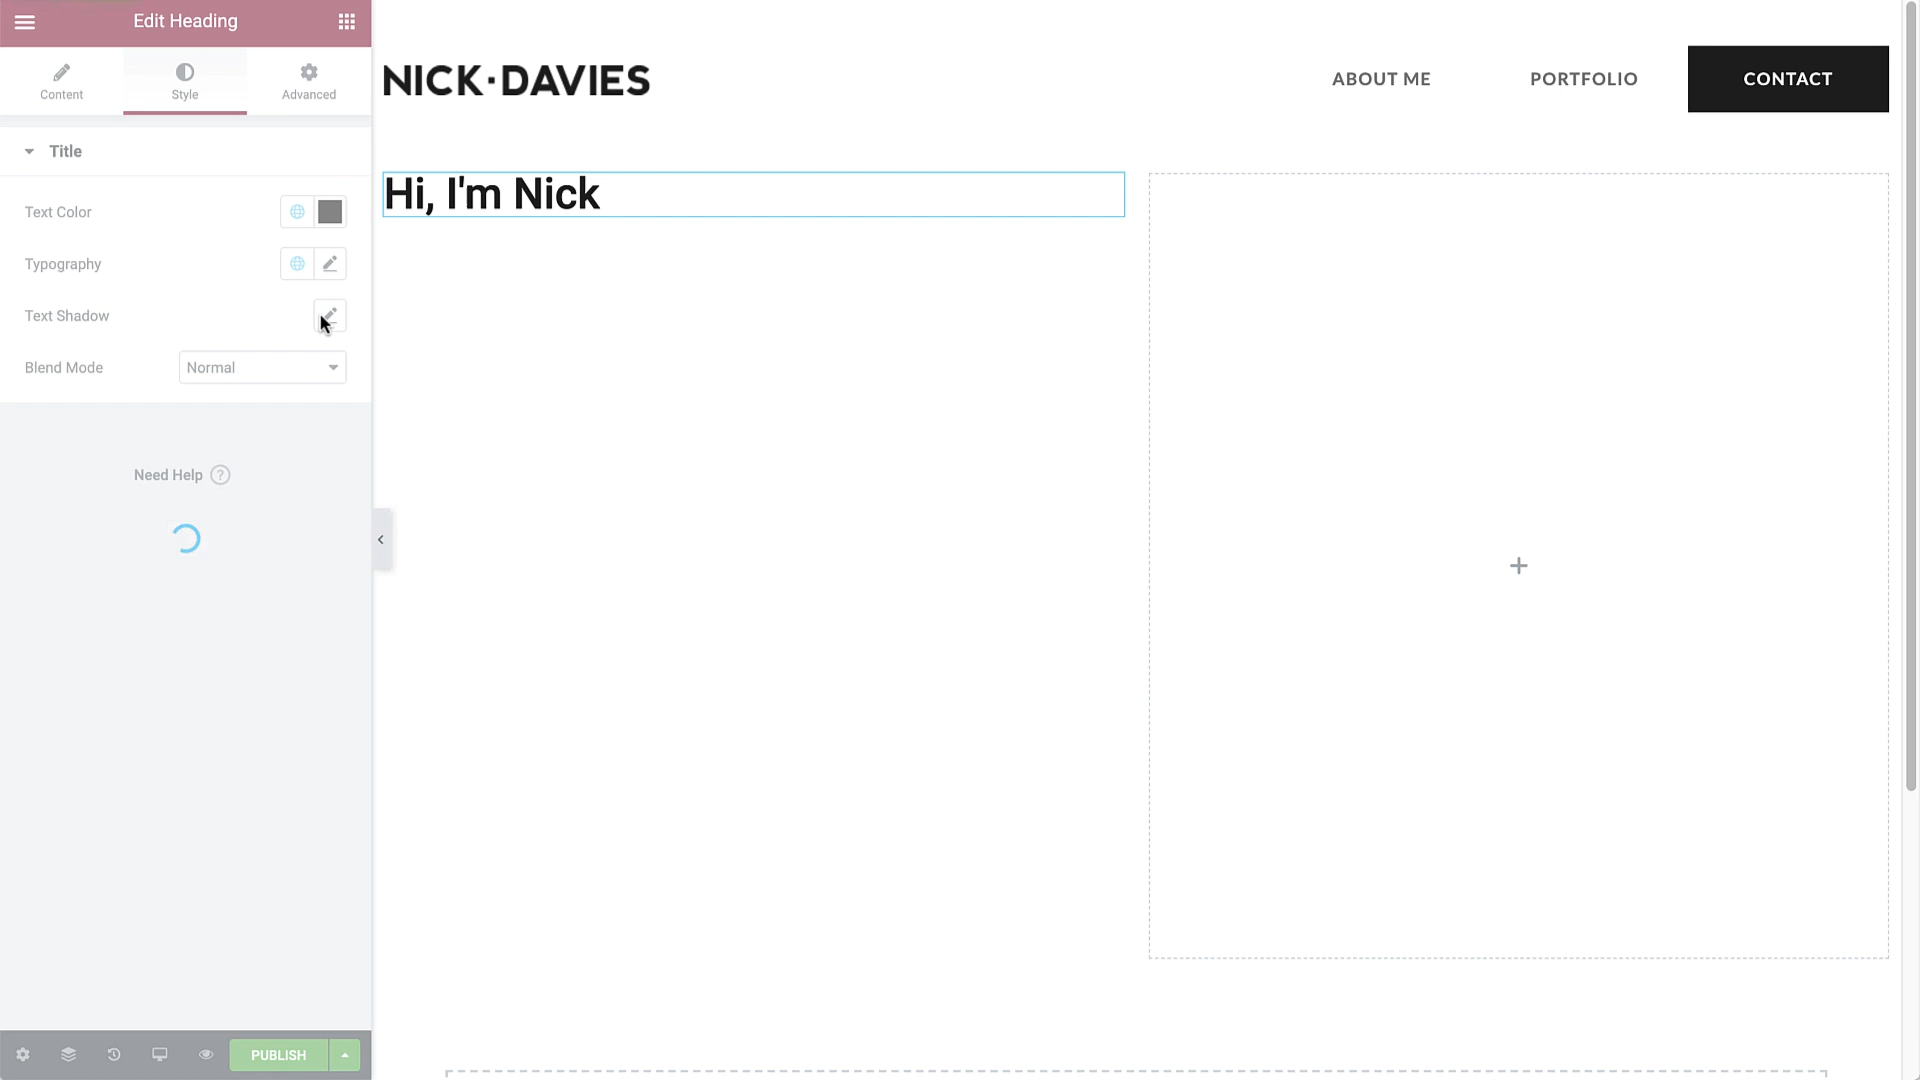 Edit Heading
Content
Style
Advanced
Title
Text Color
Typography
Text Shadow
Blend Mode
Normal
Need Help ?
PUBLISH
NICK·DAVIES
ABOUT ME
PORTFOLIO
CONTACT
Hi, I'm Nick